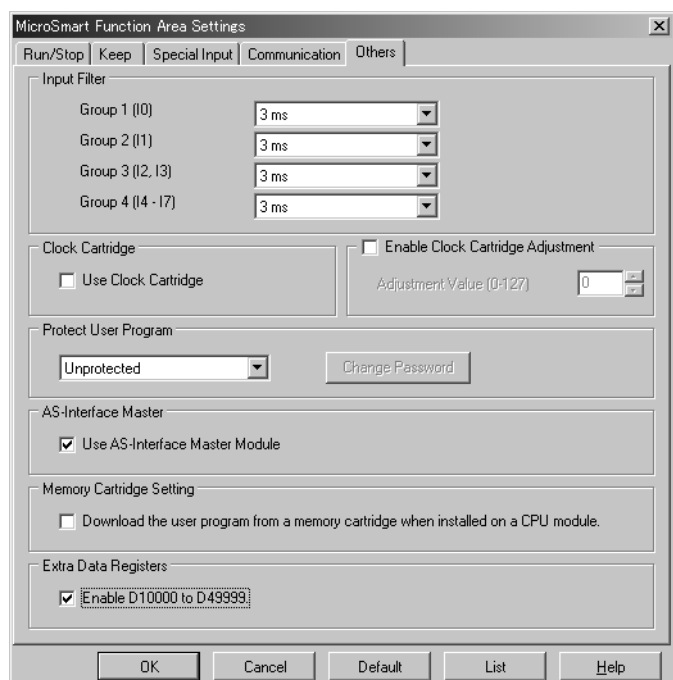 MicroSmart Function Area Settings
Run/Stop Keep Special Input Communication Others
Input Filter
Group 1 (I0) 3 ms
Group 2 (I1) 3 ms
Group 3 (I2, I3) 3 ms
Group 4 (I4 - I7) 3 ms
Clock Cartridge
Use Clock Cartridge
Enable Clock Cartridge Adjustment
Adjustment Value (0-127) 0
Protect User Program
Unprotected Change Password
AS-Interface Master
Use AS-Interface Master Module
Memory Cartridge Setting
Download the user program from a memory cartridge when installed on a CPU module.
Extra Data Registers
Enable D10000 to D49999.
OK Cancel Default List Help